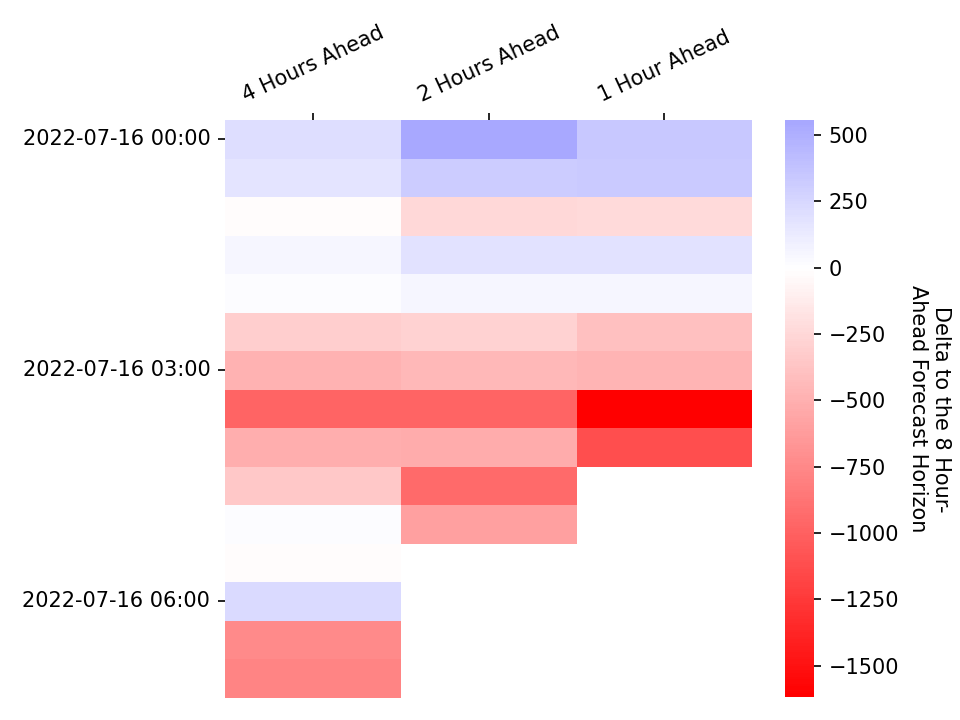 4 Hours Ahead
2 Hours Ahead
1 Hour Ahead
2022-07-16 00:00
2022-07-16 03:00
2022-07-16 06:00
500
250
0
−250
−500
−750
−1000
−1250
−1500
Delta to the 8 Hour-
Ahead Forecast Horizon